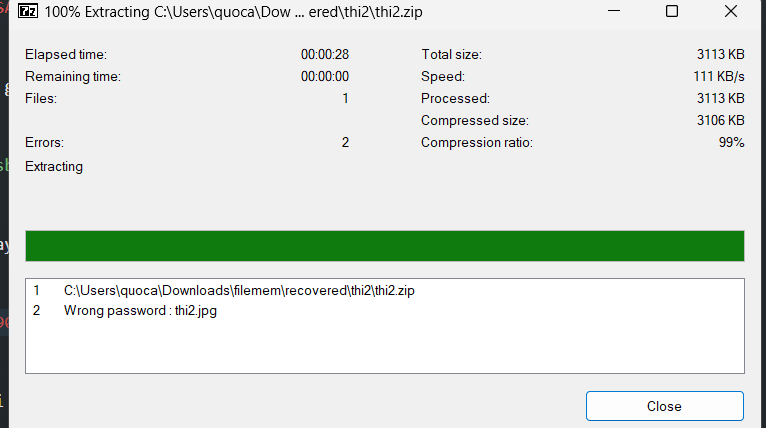 7z 100% Extracting C:\Users\quoca\Dow ... ered\thi2\thi2.zip
Elapsed time: 00:00:28 Total size: 3113 KB
Remaining time: 00:00:00 Speed: 111 KB/s
Files: 1 Processed: 3113 KB
Compressed size: 3106 KB
Errors: 2 Compression ratio: 99%
Extracting
1 C:\Users\quoca\Downloads\filemem\recovered\thi2\thi2.zip
2 Wrong password : thi2.jpg
Close